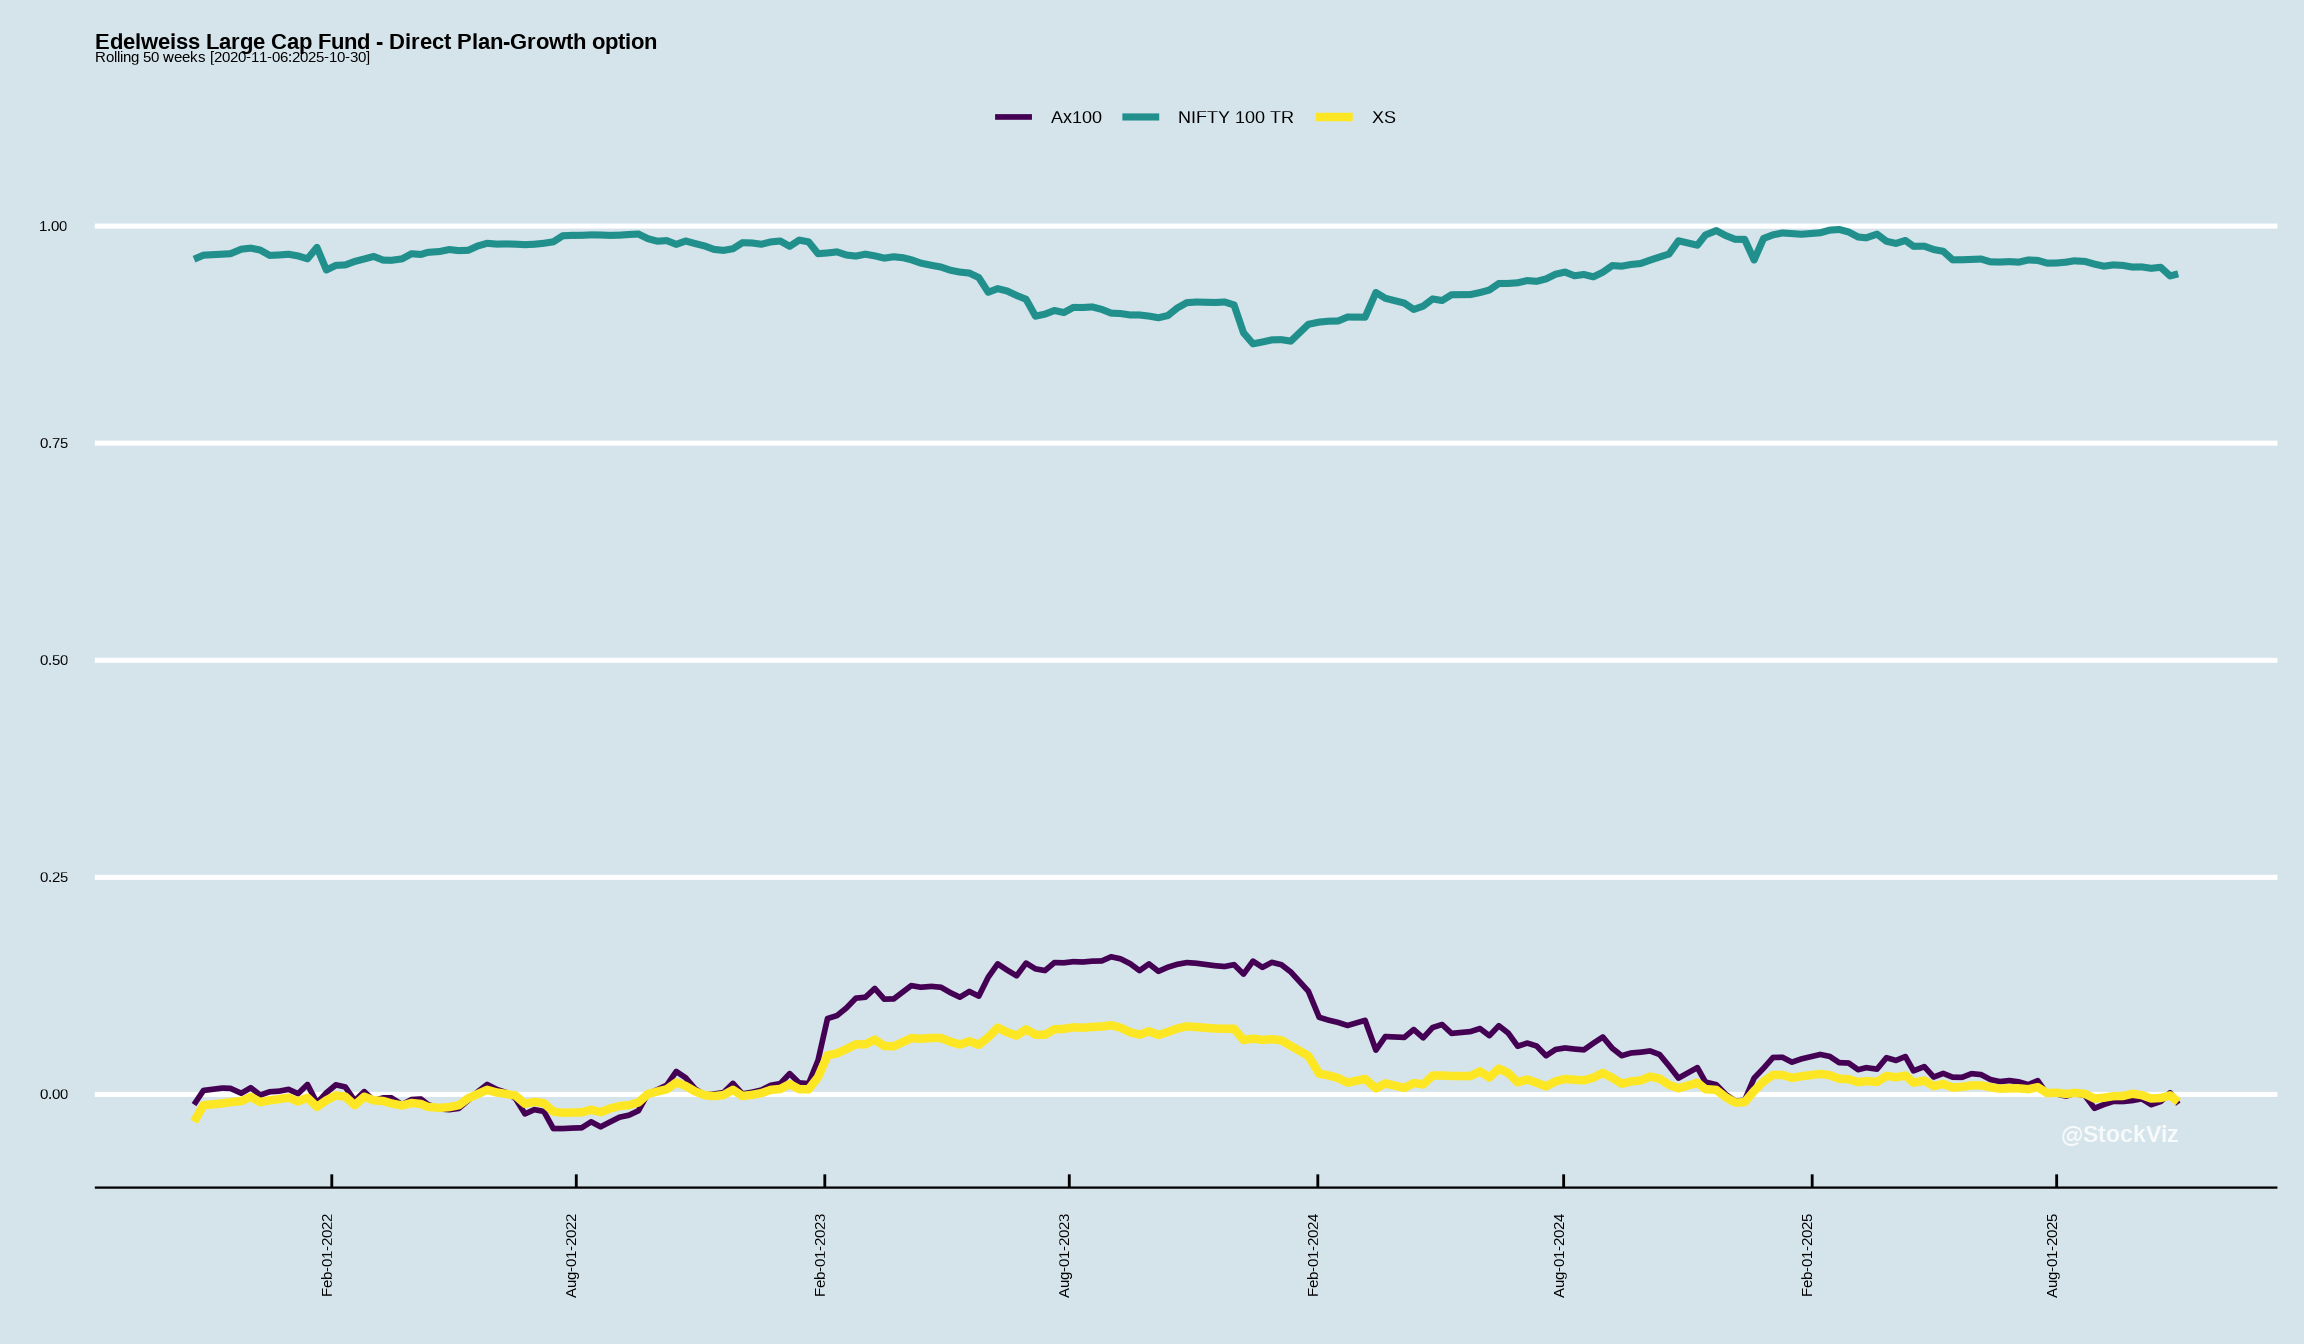 Edelweiss Large Cap Fund - Direct Plan-Growth option
Rolling 50 weeks [2020-11-06:2025-10-30]
Ax100 NIFTY 100 TR XS
1.00
0.75
0.50
0.25
0.00
@StockViz
Feb-01-2022 Aug-01-2022 Feb-01-2023 Aug-01-2023 Feb-01-2024 Aug-01-2024 Feb-01-2025 Aug-01-2025